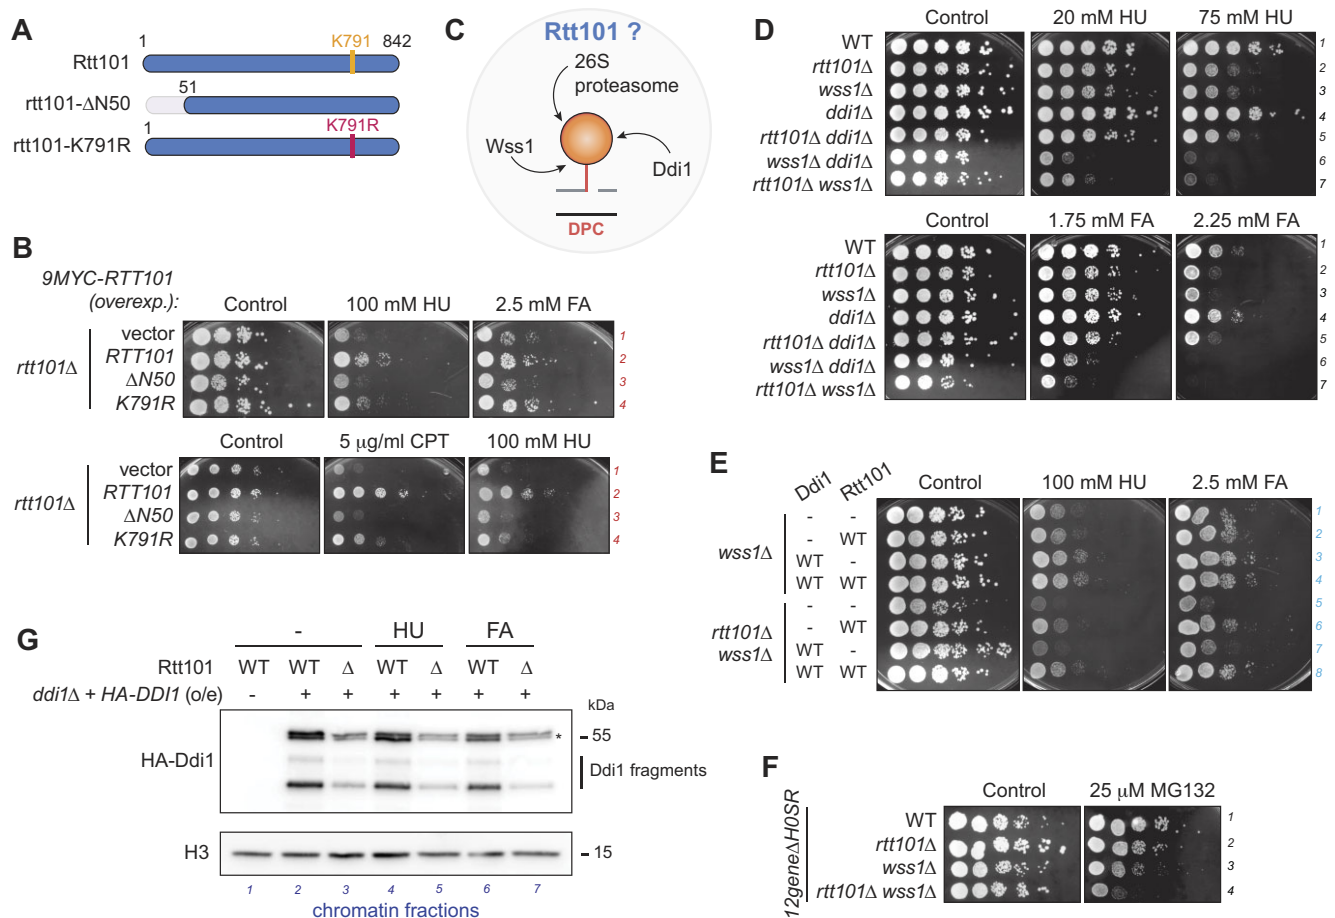 A
1
K791
842
Rtt101
51
rtt101-ΔN50
1
K791R
rtt101-K791R
B
9MYC-RTT101
(overexp.):
Control
100 mM HU
2.5 mM FA
rtt101Δ
vector
1
RTT101
2
ΔN50
3
K791R
4
Control
5 µg/ml CPT
100 mM HU
rtt101Δ
vector
1
RTT101
2
ΔN50
3
K791R
4
C
Rtt101 ?
26S
proteasome
Wss1
Ddi1
DPC
D
Control
20 mM HU
75 mM HU
WT
1
rtt101Δ
2
wss1Δ
3
ddi1Δ
4
rtt101Δ ddi1Δ
5
wss1Δ ddi1Δ
6
rtt101Δ wss1Δ
7
Control
1.75 mM FA
2.25 mM FA
WT
1
rtt101Δ
2
wss1Δ
3
ddi1Δ
4
rtt101Δ ddi1Δ
5
wss1Δ ddi1Δ
6
rtt101Δ wss1Δ
7
E
Ddi1
Rtt101
Control
100 mM HU
2.5 mM FA
wss1Δ
- - 1
- WT 2
WT - 3
WT WT 4
rtt101Δ
wss1Δ
- - 5
- WT 6
WT - 7
WT WT 8
F
12geneΔH0SR
Control
25 µM MG132
WT
1
rtt101Δ
2
wss1Δ
3
rtt101Δ wss1Δ
4
G
- HU FA
Rtt101 WT WT Δ WT Δ WT Δ
ddi1Δ + HA-DDI1 (o/e) - + + + + + +
kDa
HA-Ddi1
* 55
Ddi1 fragments
H3
15
1 2 3 4 5 6 7
chromatin fractions